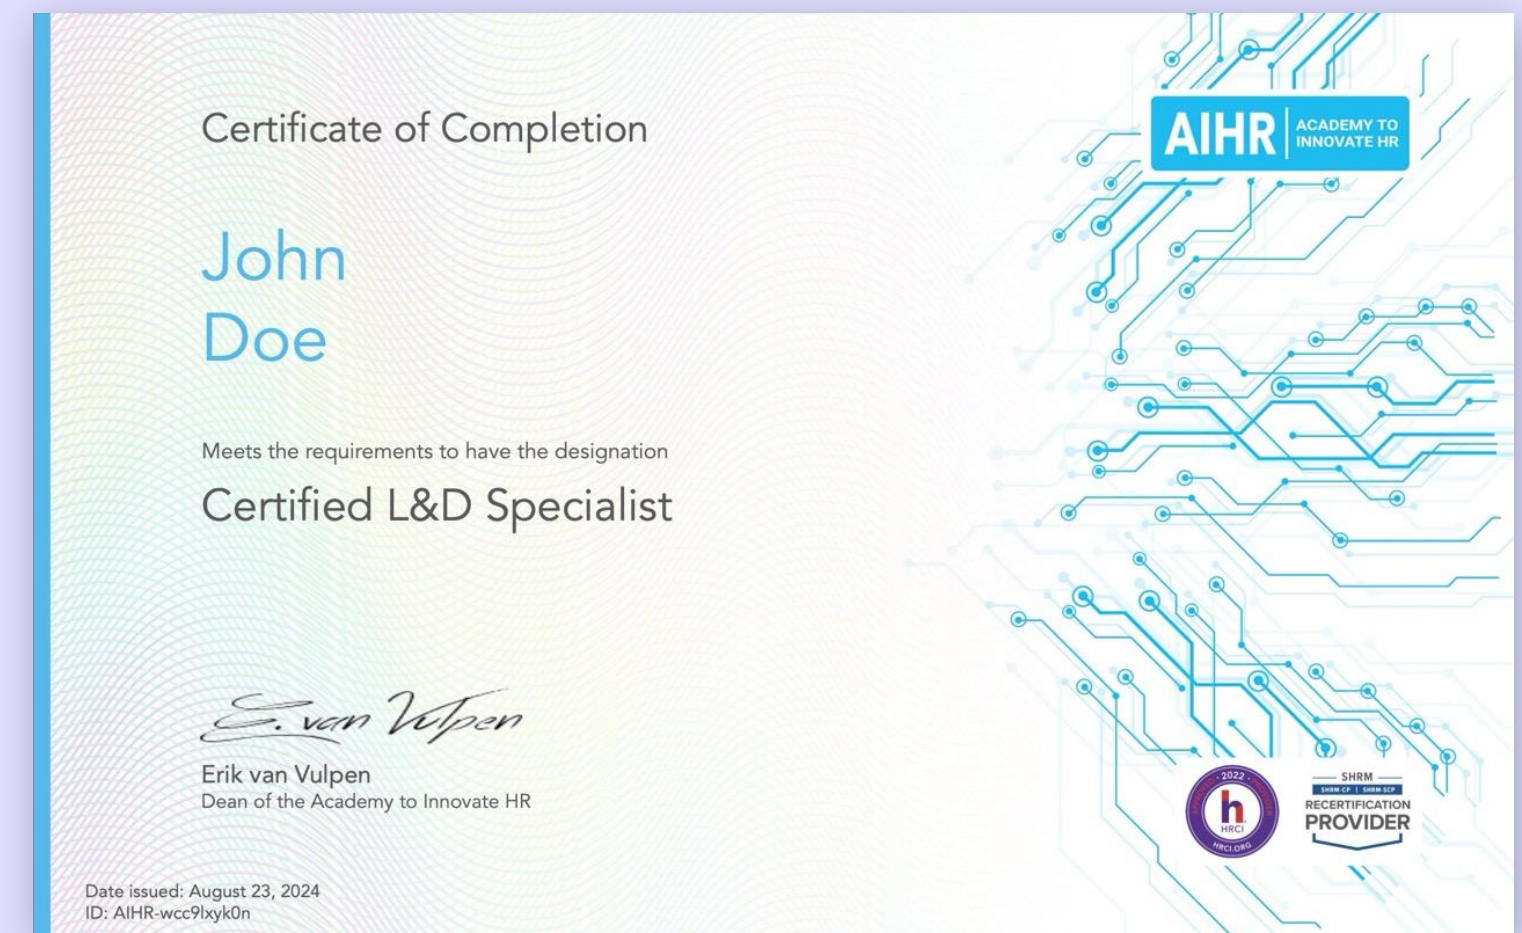 Certificate of Completion
AIHR
ACADEMY TO
INNOVATE HR
John
Doe
Meets the requirements to have the designation
Certified L&D Specialist
E. van Vulpen
Erik van Vulpen
Dean of the Academy to Innovate HR
APPROVED • 2022 • PROVIDER
h
HRCI
HRCI.ORG
SHRM
SHRM-CP | SHRM-SCP
RECERTIFICATION
PROVIDER
Date issued: August 23, 2024
ID: AIHR-wcc9lxyk0n